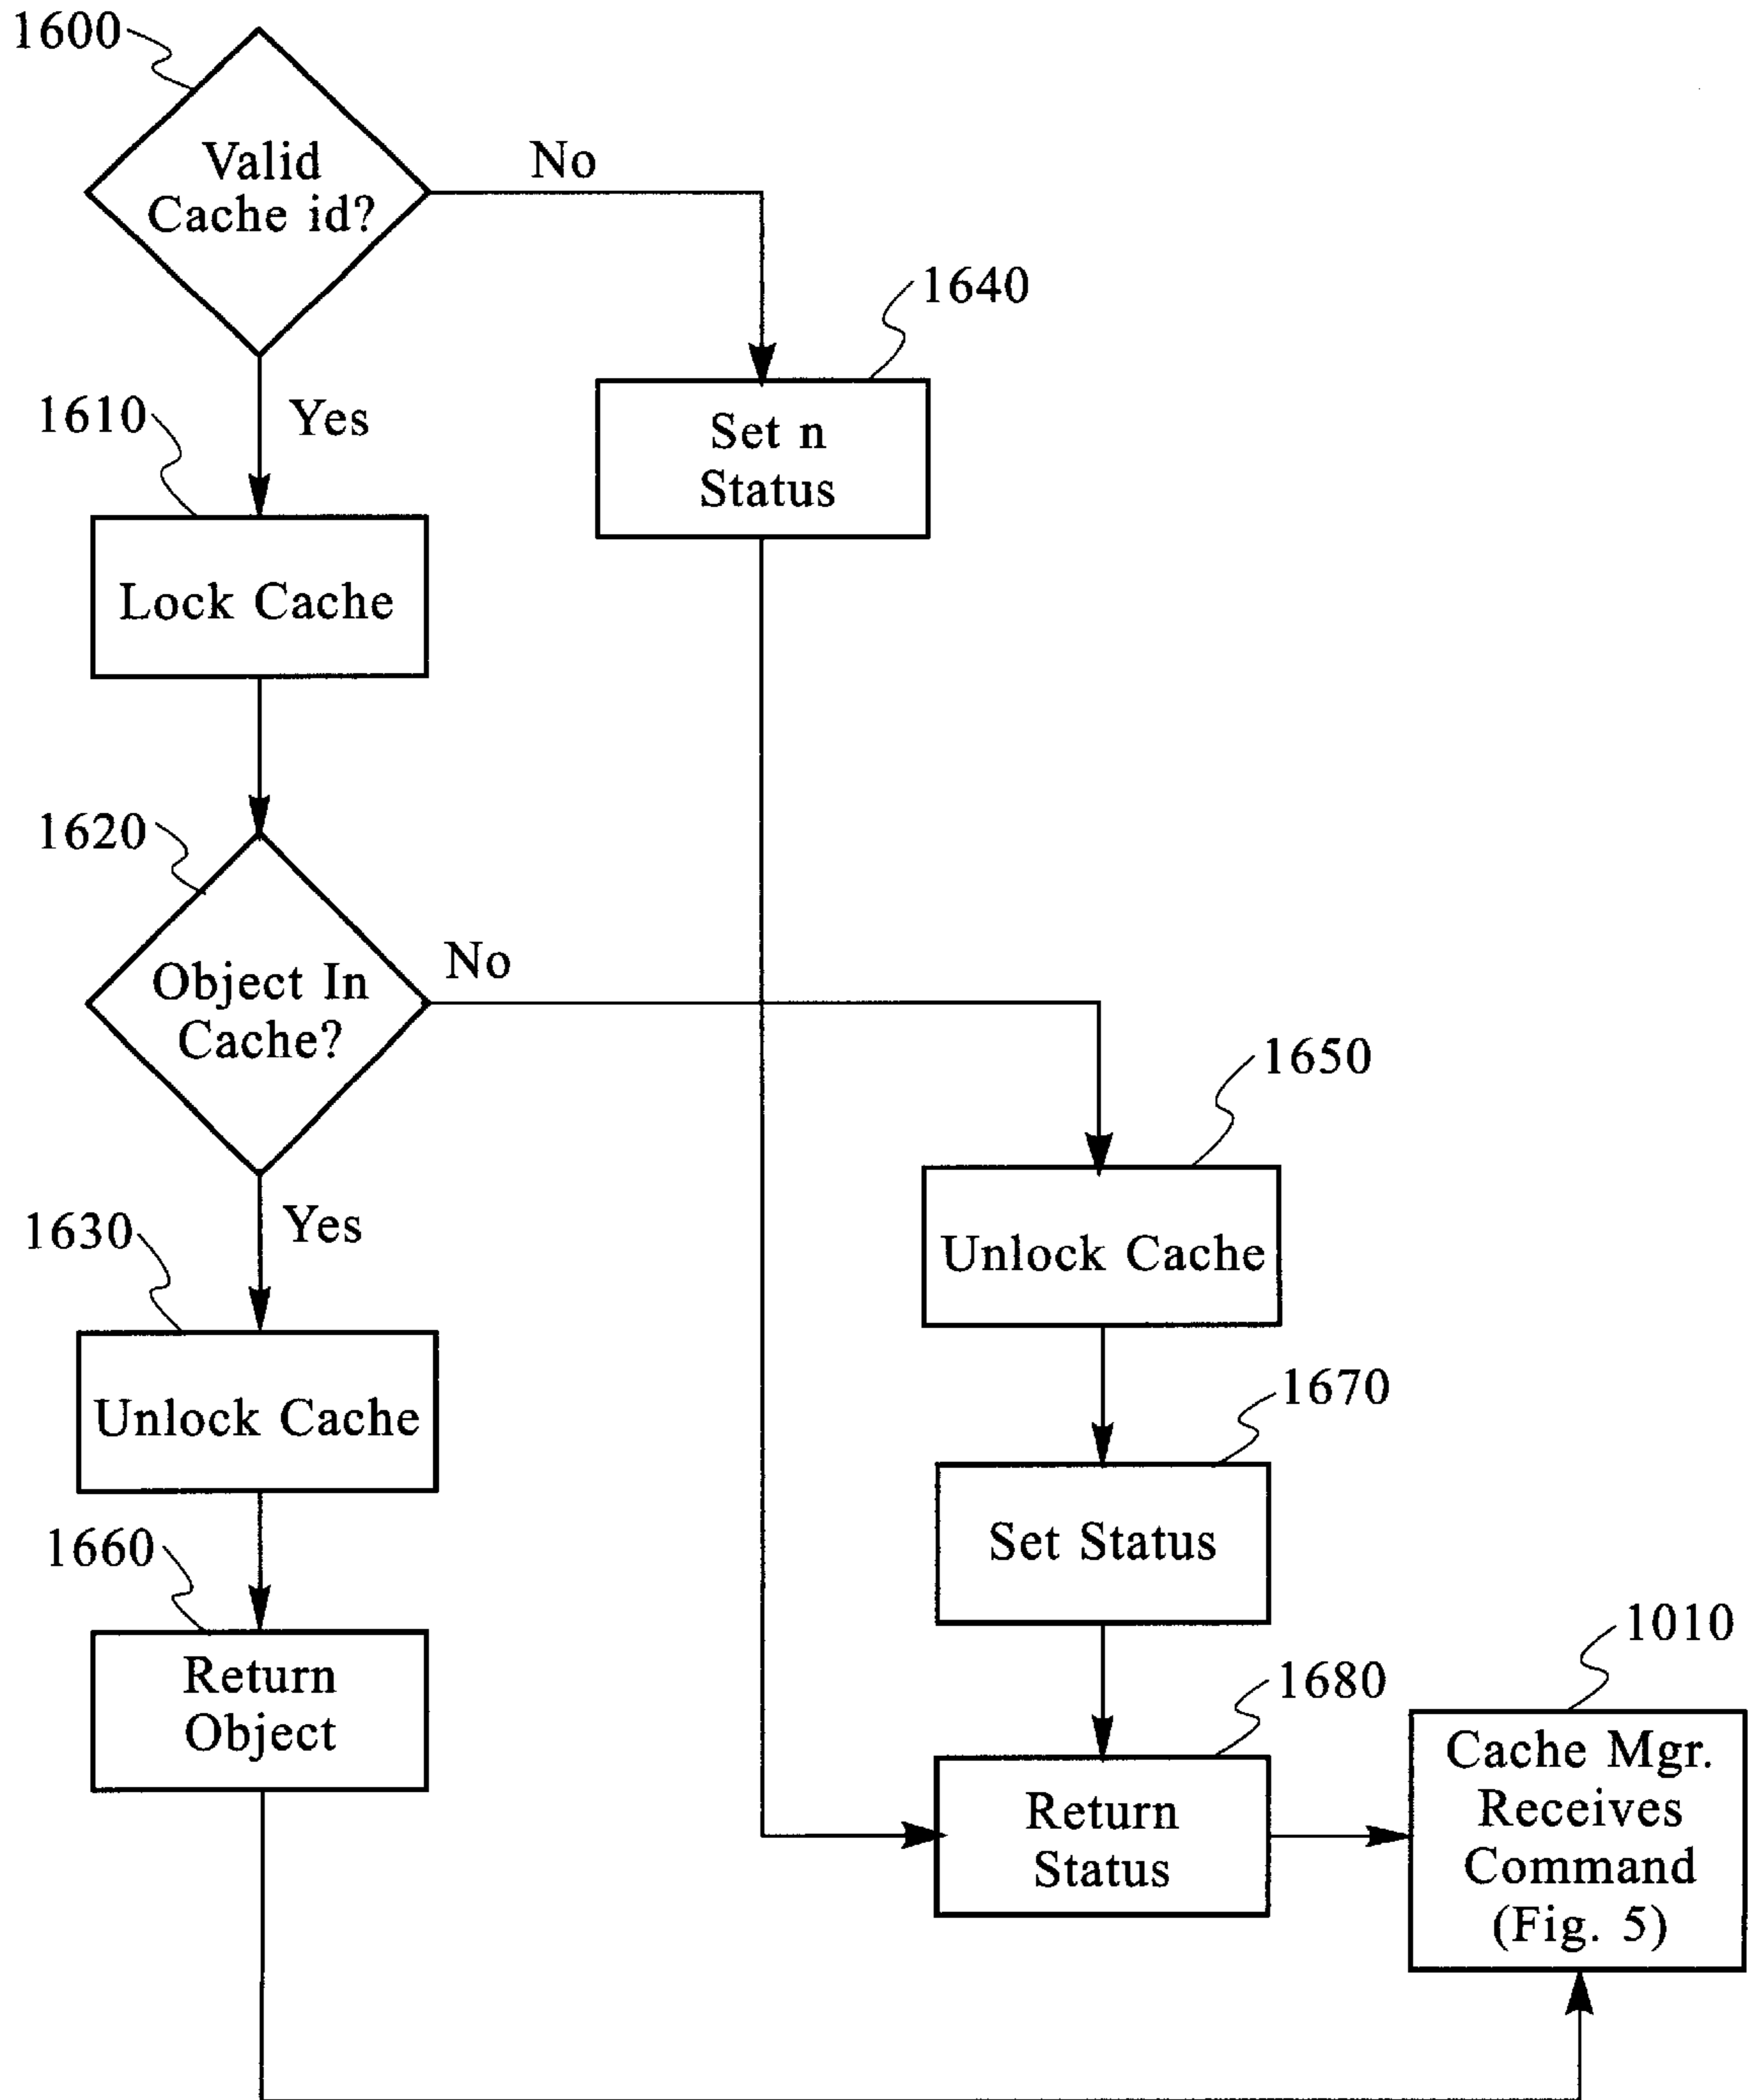 1600
Valid
Cache id?
No
1640
Set n
Status
1610
Yes
Lock Cache
1620
Object In
Cache?
No
1650
Unlock Cache
1630
Yes
Unlock Cache
1670
Set Status
1660
Return
Object
1680
Return
Status
1010
Cache Mgr.
Receives
Command
(Fig. 5)